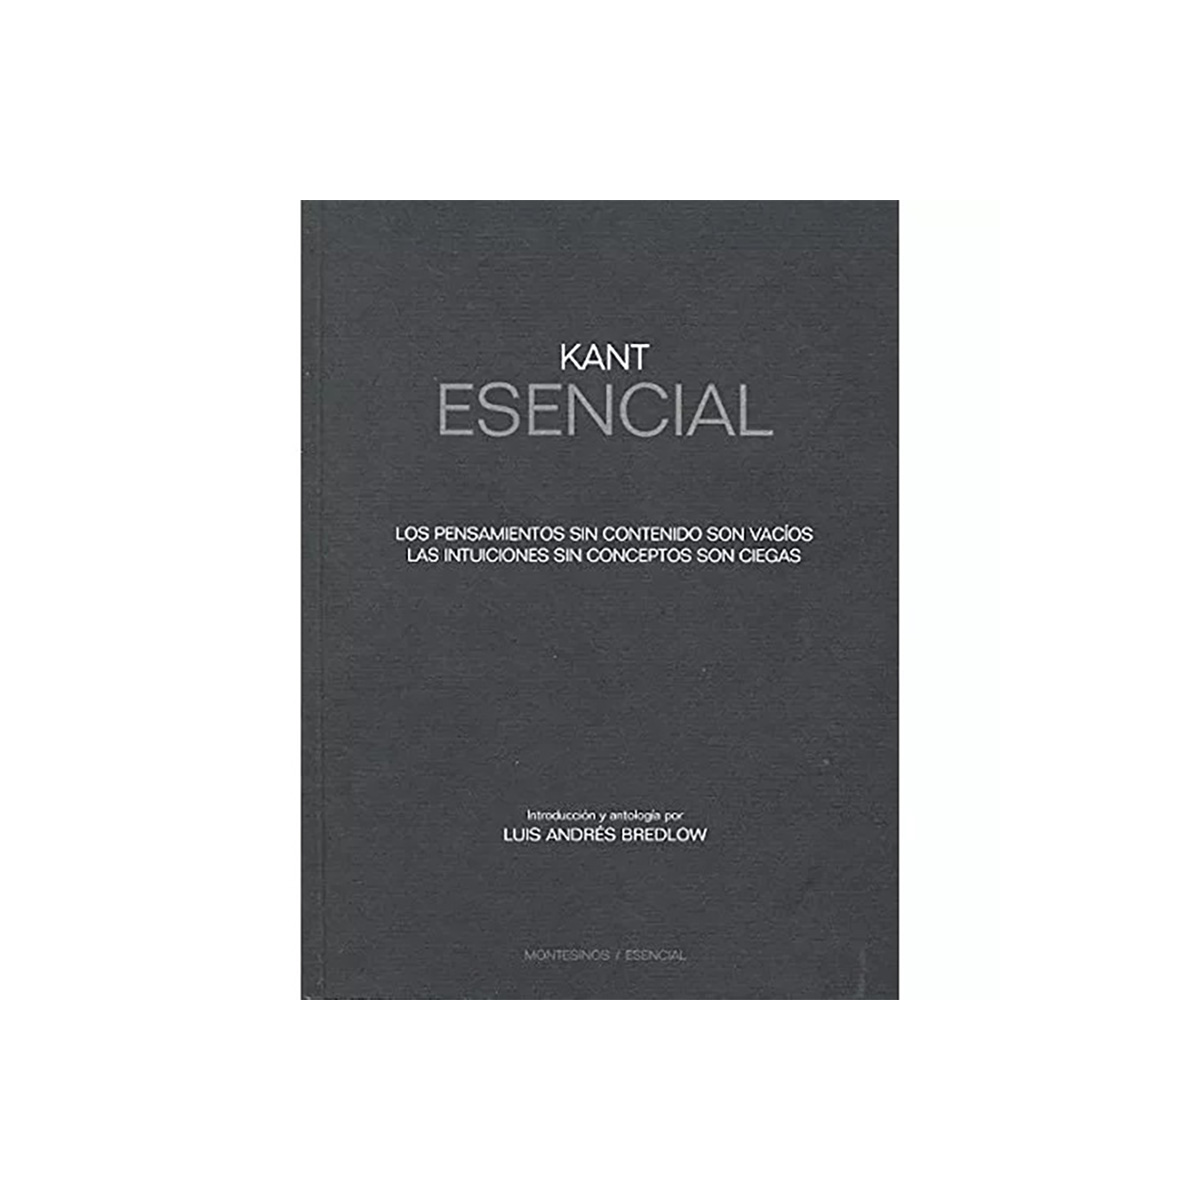 KANT
ESENCIAL
LOS PENSAMIENTOS SIN CONTENIDO SON VACÍOS
LAS INTUICIONES SIN CONCEPTOS SON CIEGAS
Introducción y antología por
LUIS ANDRÉS BREDLOW
MONTESINOS / ESENCIAL